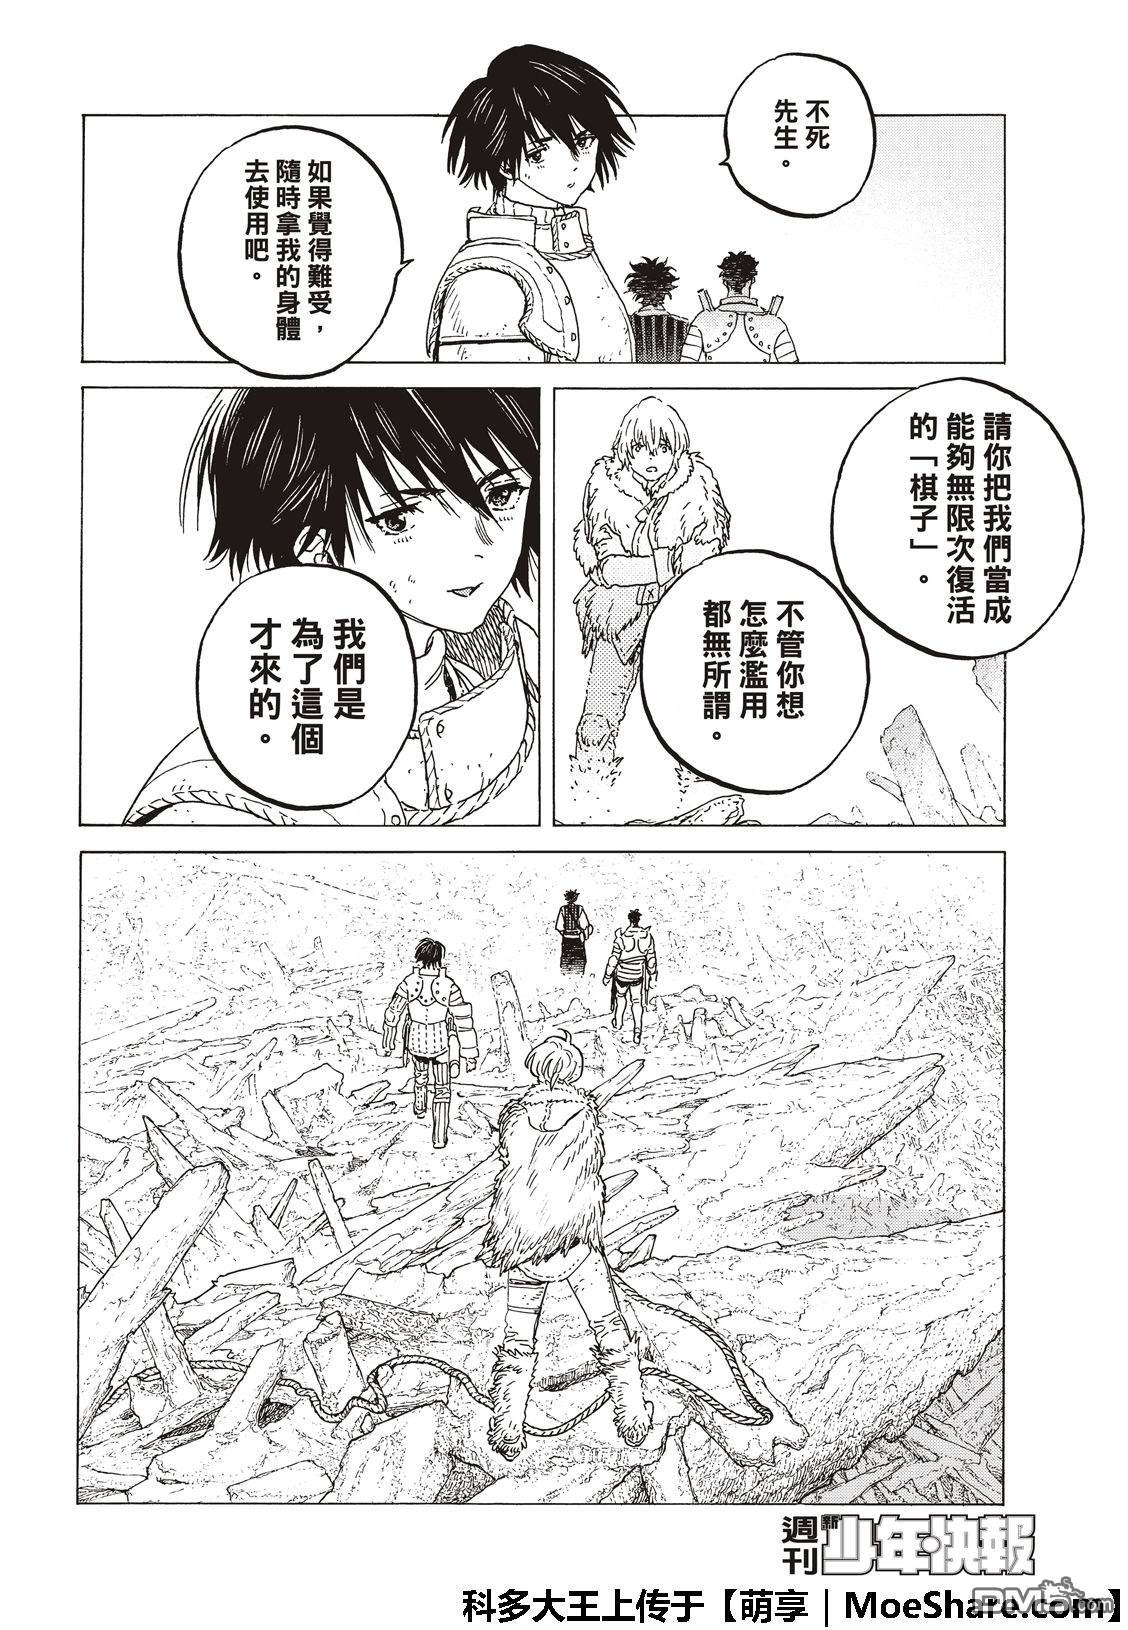 不死
先生。
如果覺得難受，
隨時拿我的身體
去使用吧。
請你把我們當成
能夠無限次復活
的「棋子」。
不管你想
怎麼濫用
都無所謂。
我們是
為了這個
才來的。
週刊新少年快報
科多大王上传于【萌享｜MoeShare.com】